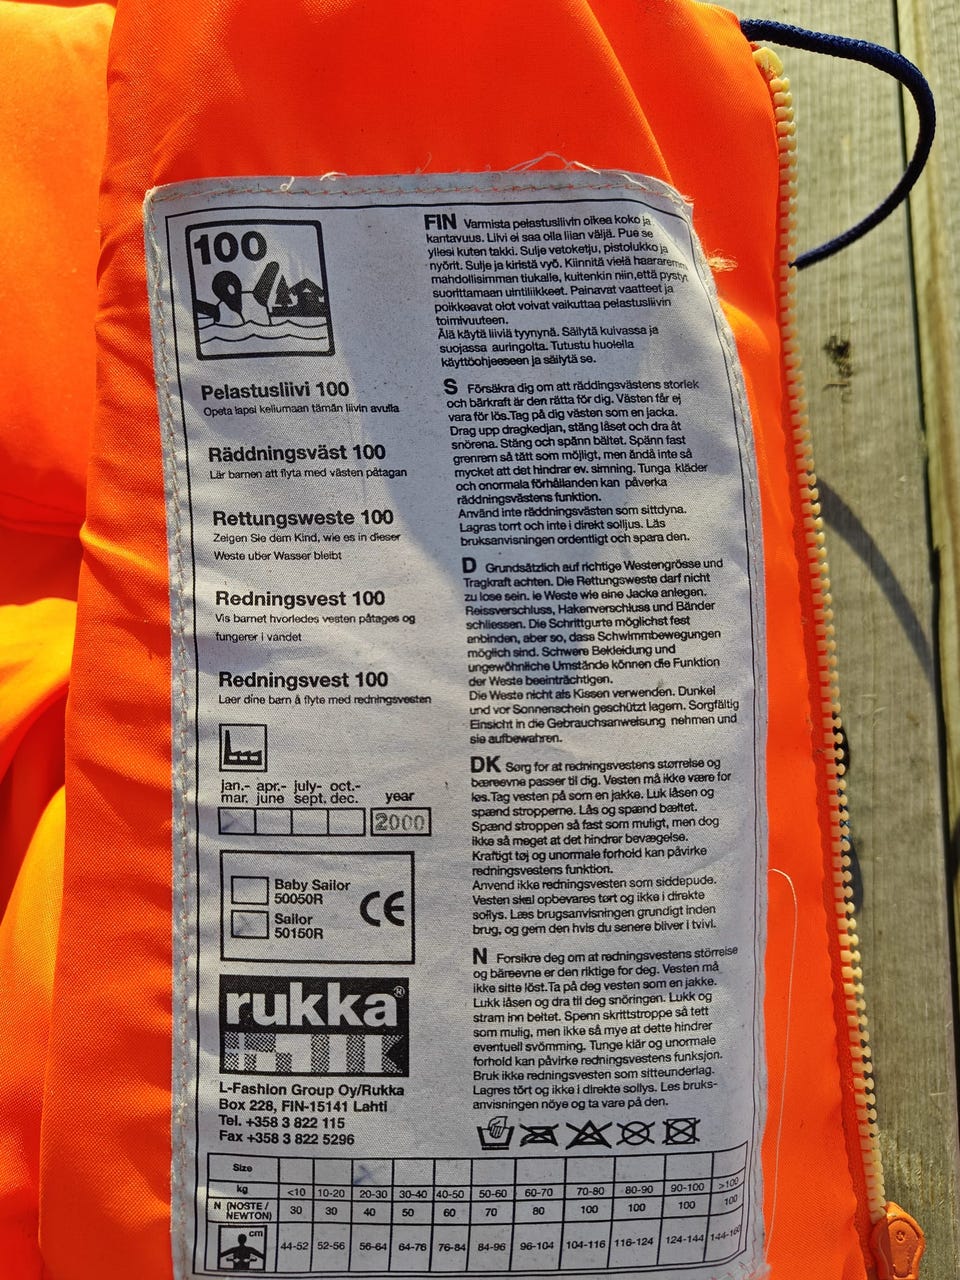 100
Pelastusliivi 100
Opeta lapsi kellumaan tämän liivin avulla
Räddningsväst 100
Lär barnen att flyta med västen påtagan
Rettungsweste 100
Zeigen Sie dem Kind, wie es in dieser
Weste uber Wasser bleibt
Redningsvest 100
Vis barnet hvorledes vesten påtages og
fungerer i vandet
Redningsvest 100
Laer dine barn å flyte med redningsvesten
jan.- apr.- july- oct.-
mar. june sept. dec. year
2000
Baby Sailor
50050R
Sailor
50150R
CE
rukka®
L-Fashion Group Oy/Rukka
Box 228, FIN-15141 Lahti
Tel. +358 3 822 115
Fax +358 3 822 5296
FIN Varmista pelastusliivin oikea koko ja
kantavuus. Liivi ei saa olla liian väljä. Pue se
yllesi kuten takki. Sulje vetoketju, pistolukko ja
nyörit. Sulje ja kiristä vyö. Kiinnitä vielä haararemmi
mahdollisimman tiukalle, kuitenkin niin,että pystyt
suorittamaan uintiliikkeet. Painavat vaatteet ja
poikkeavat olot voivat vaikuttaa pelastusliivin
toimivuuteen.
Älä käytä liiviä tyynynä. Säilytä kuivassa ja
suojassa auringolta. Tutustu huolella
käyttöohjeeseen ja säilytä se.
S Försäkra dig om att räddingsvästens storlek
och bärkraft är den rätta för dig. Västen får ej
vara för lös.Tag på dig västen som en jacka.
Drag upp dragkedjan, stäng låset och dra åt
snörena. Stäng och spänn bältet. Spänn fast
grenrem så tätt som möjligt, men ändå inte så
mycket att det hindrar ev. simning. Tunga kläder
och onormala förhållanden kan påverka
räddningsvästens funktion.
Använd inte räddningsvästen som sittdyna.
Lagras torrt och inte i direkt solljus. Läs
bruksanvisningen ordentligt och spara den.
D Grundsätzlich auf richtige Westengrösse und
Tragkraft achten. Die Rettungsweste darf nicht
zu lose sein. ie Weste wie eine Jacke anlegen.
Reissverschluss, Hakenverschluss und Bänder
schliessen. Die Schrittgurte möglichst fest
anbinden, aber so, dass Schwimmbewegungen
möglich sind. Schwere Bekleidung und
ungewöhnliche Umstände können die Funktion
der Weste beeinträchtigen.
Die Weste nicht als Kissen verwenden. Dunkel
und vor Sonnenschein geschützt lagern. Sorgfältig
Einsicht in die Gebrauchsanweisung nehmen und
sie aufbewahren.
DK Sørg for at redningsvestens størrelse og
bæreevne passer til dig. Vesten må ikke være for
løs.Tag vesten på som en jakke. Luk låsen og
spænd stropperne. Lås og spænd bæltet.
Spænd stroppen så fast som muligt, men dog
ikke så meget at det hindrer bevægelse.
Kraftigt tøj og unormale forhold kan påvirke
redningsvestens funktion.
Anvend ikke redningsvesten som siddepude.
Vesten skal opbevares tørt og ikke i direkte
sollys. Læs brugsanvisningen grundigt inden
brug, og gem den hvis du senere bliver i tvivl.
N Forsikre deg om at redningsvestens störrelse
og bäreevne er den riktige for deg. Vesten må
ikke sitte löst.Ta på deg vesten som en jakke.
Lukk låsen og dra til deg snöringen. Lukk og
stram inn beltet. Spenn skrittstroppe så tett
som mulig, men ikke så mye at dette hindrer
eventuell svömming. Tunge klär og unormale
forhold kan påvirke redningsvestens funksjon.
Bruk ikke redningsvesten som sitteunderlag.
Lagres tört og ikke i direkte sollys. Les bruks-
anvisningen nöye og ta vare på den.
Size
kg <10 10-20 20-30 30-40 40-50 50-60 60-70 70-80 80-90 90-100 >100
N (NOSTE/NEWTON) 30 30 40 50 60 70 80 100 100 100 100
cm 44-52 52-56 56-64 64-76 76-84 84-96 96-104 104-116 116-124 124-144 144-160